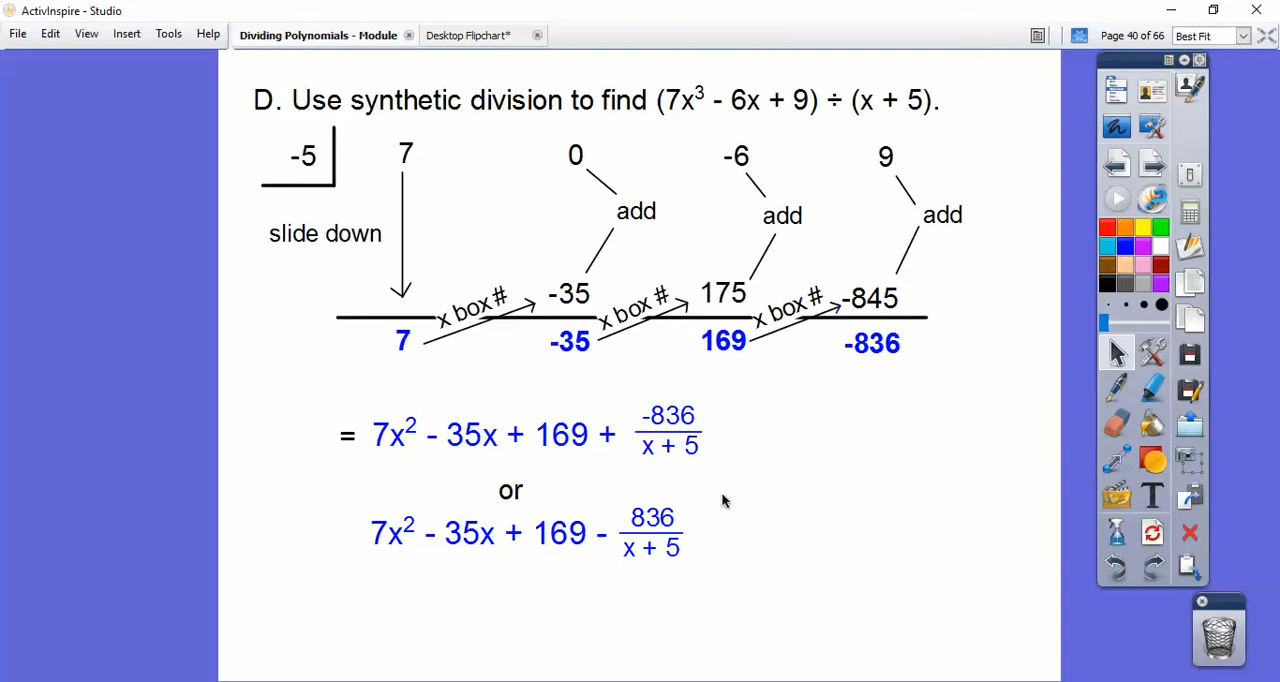 ActivInspire - Studio
File Edit View Insert Tools Help
Dividing Polynomials - Module
Desktop Flipchart*
Page 40 of 66
Best Fit
D. Use synthetic division to find (7x³ - 6x + 9) ÷ (x + 5).
-5 7 0 -6 9
slide down
add add add
-35 175 -845
x box # x box # x box #
7 -35 169 -836
= 7x² - 35x + 169 + -836
x + 5
or
7x² - 35x + 169 - 836
x + 5
T